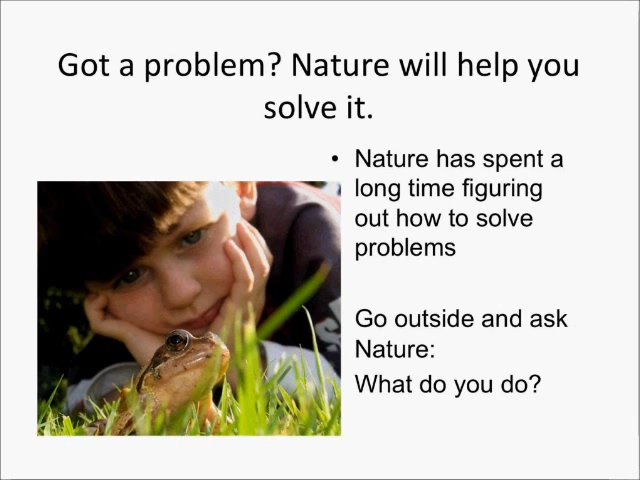 Got a problem? Nature will help you
solve it.
• Nature has spent a
long time figuring
out how to solve
problems
Go outside and ask
Nature:
What do you do?